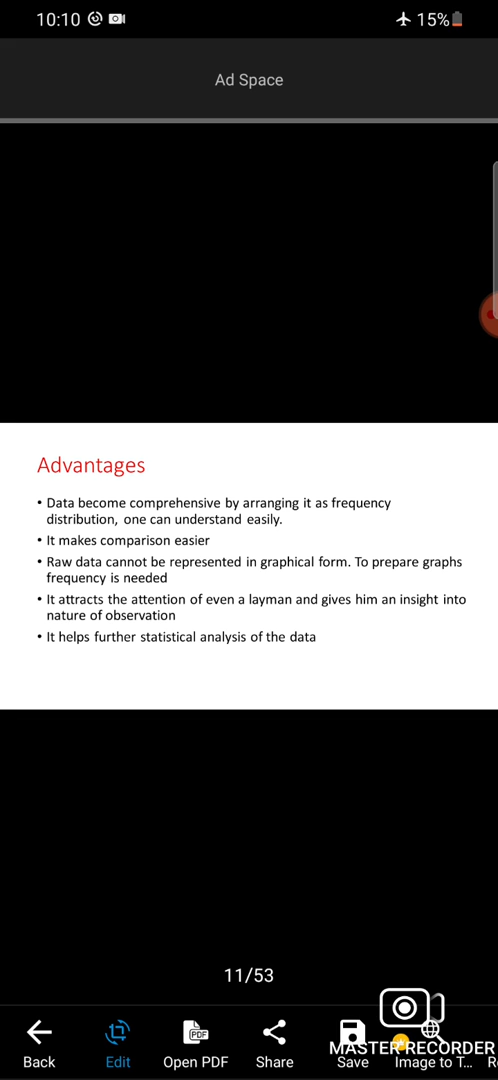 10:10
15%
Ad Space
Advantages
• Data become comprehensive by arranging it as frequency
distribution, one can understand easily.
• It makes comparison easier
• Raw data cannot be represented in graphical form. To prepare graphs
frequency is needed
• It attracts the attention of even a layman and gives him an insight into
nature of observation
• It helps further statistical analysis of the data
11/53
PDF
MASTER RECORDER
Back Edit Open PDF Share Save Image to T... R